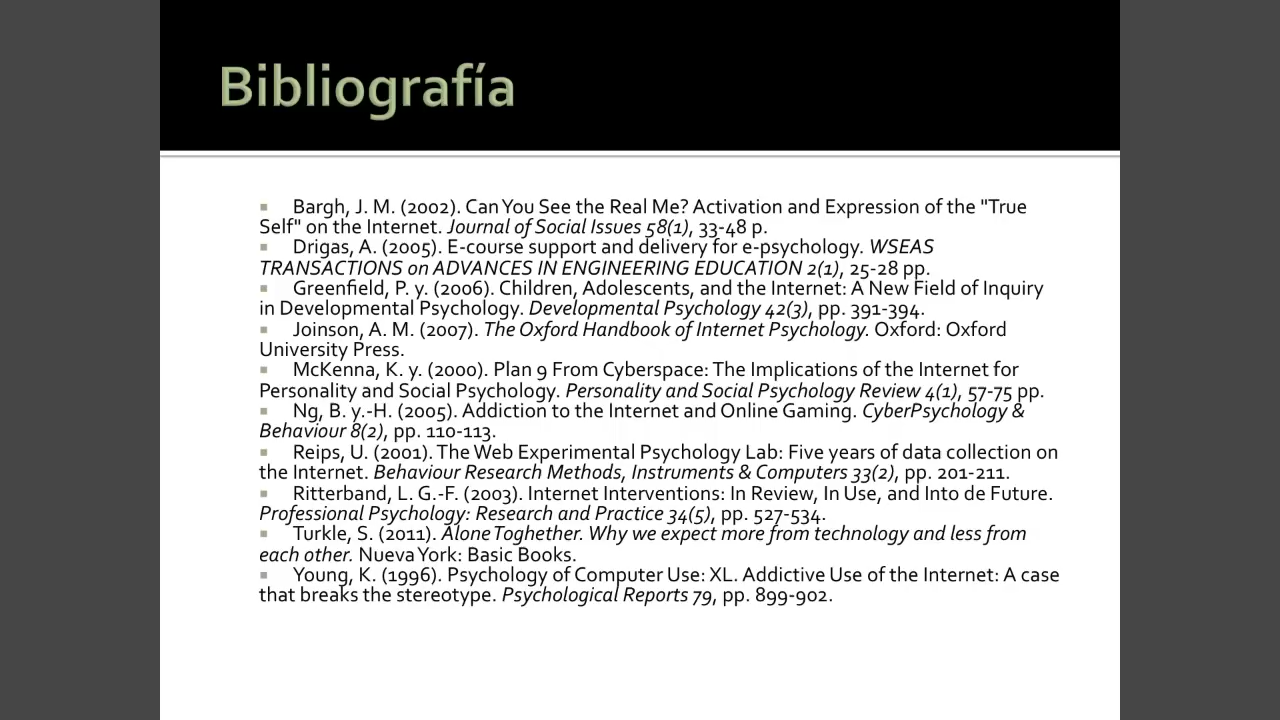 Bibliografía
▪ Bargh, J. M. (2002). Can You See the Real Me? Activation and Expression of the "True
Self" on the Internet. Journal of Social Issues 58(1), 33-48 p.
▪ Drigas, A. (2005). E-course support and delivery for e-psychology. WSEAS
TRANSACTIONS on ADVANCES IN ENGINEERING EDUCATION 2(1), 25-28 pp.
▪ Greenfield, P. y. (2006). Children, Adolescents, and the Internet: A New Field of Inquiry
in Developmental Psychology. Developmental Psychology 42(3), pp. 391-394.
▪ Joinson, A. M. (2007). The Oxford Handbook of Internet Psychology. Oxford: Oxford
University Press.
▪ McKenna, K. y. (2000). Plan 9 From Cyberspace: The Implications of the Internet for
Personality and Social Psychology. Personality and Social Psychology Review 4(1), 57-75 pp.
▪ Ng, B. y.-H. (2005). Addiction to the Internet and Online Gaming. CyberPsychology &
Behaviour 8(2), pp. 110-113.
▪ Reips, U. (2001). The Web Experimental Psychology Lab: Five years of data collection on
the Internet. Behaviour Research Methods, Instruments & Computers 33(2), pp. 201-211.
▪ Ritterband, L. G.-F. (2003). Internet Interventions: In Review, In Use, and Into de Future.
Professional Psychology: Research and Practice 34(5), pp. 527-534.
▪ Turkle, S. (2011). Alone Toghether. Why we expect more from technology and less from
each other. Nueva York: Basic Books.
▪ Young, K. (1996). Psychology of Computer Use: XL. Addictive Use of the Internet: A case
that breaks the stereotype. Psychological Reports 79, pp. 899-902.